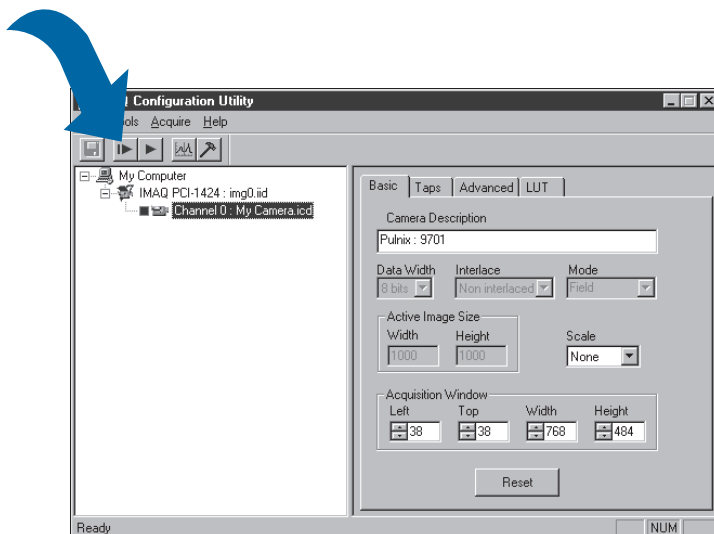 Configuration Utility
ols Acquire Help
My Computer
IMAQ PCI-1424 : img0.iid
Channel 0 : My Camera.icd
Basic Taps Advanced LUT
Camera Description
Pulnix : 9701
Data Width Interlace Mode
8 bits Non interlaced Field
Active Image Size
Width Height Scale
1000 1000 None
Acquisition Window
Left Top Width Height
38 38 768 484
Reset
Ready NUM